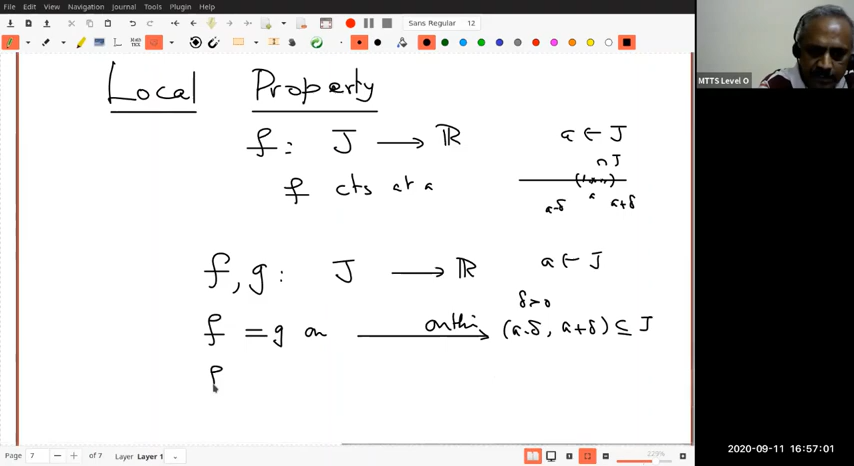 File Edit View Navigation Journal Tools Plugin Help
Sans Regular 12
Local Property
f: J → ℝ a ∈ J
∩ J
f cts at a
a-δ a a+δ
f, g: J → ℝ a ∈ J
δ>0
f = g on → (a-δ, a+δ) ⊆ J
f
MTTS Level O
2020-09-11 16:57:01
Page 7 of 7 Layer Layer 1 229%